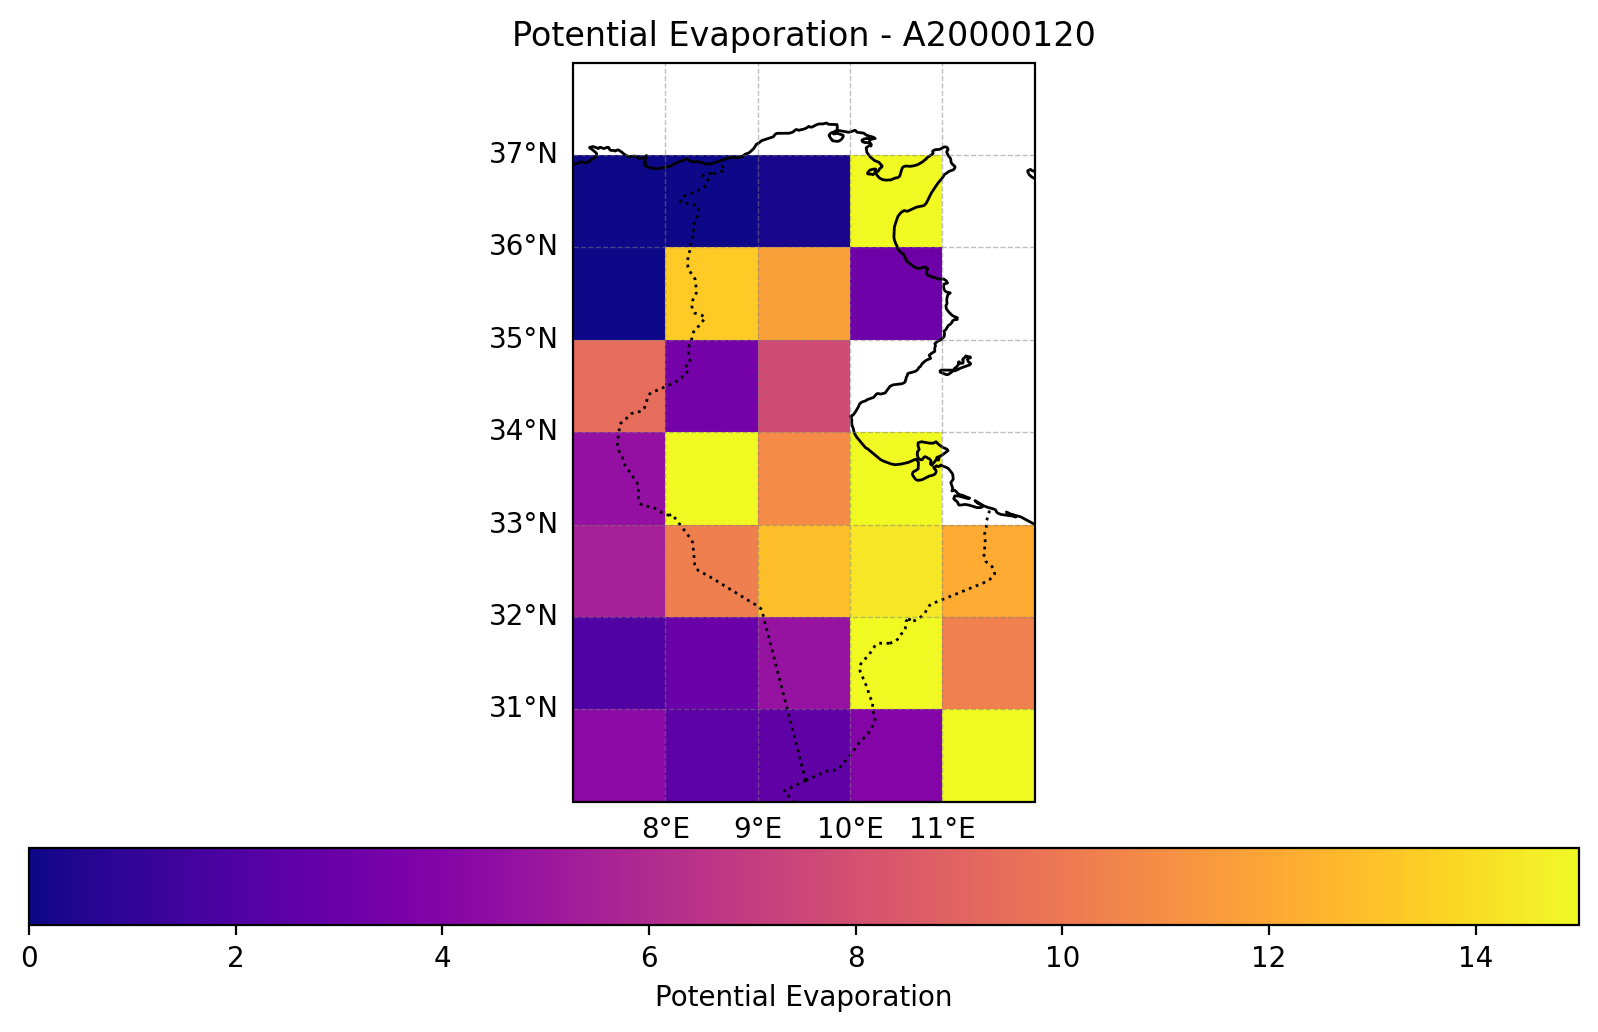 Potential Evaporation - A20000120
37°N
36°N
35°N
34°N
33°N
32°N
31°N
8°E 9°E 10°E 11°E
0 2 4 6 8 10 12 14
Potential Evaporation